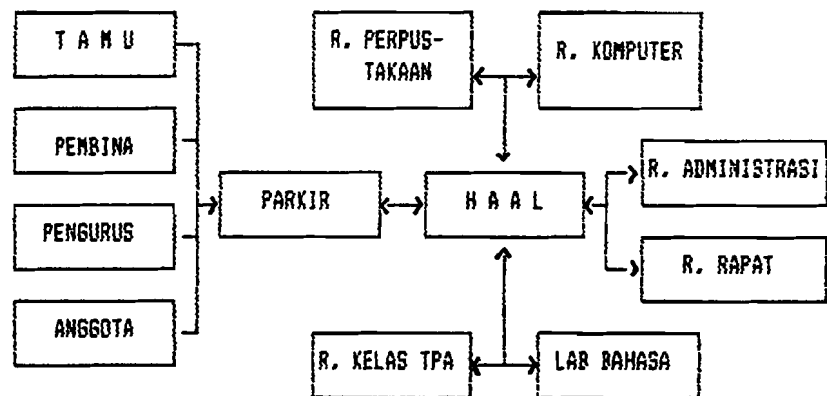 T A M U
PEMBINA
PENGURUS
ANGGOTA
PARKIR
R. PERPUS-
TAKAAN
R. KOMPUTER
H A A L
R. ADMINISTRASI
R. RAPAT
R. KELAS TPA
LAB BAHASA